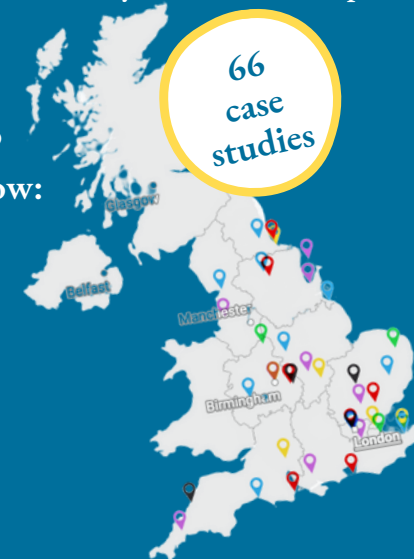 66
case
studies
ow:
Glasgow
Belfast
Manchester
Birmingham
London